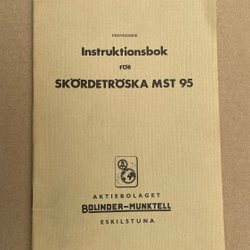 Instruktionsbok
FÖR
SKÖRDETRÖSKA MST 95
AKTIEBOLAGET
BOLINDER-MUNKTELL
ESKILSTUNA